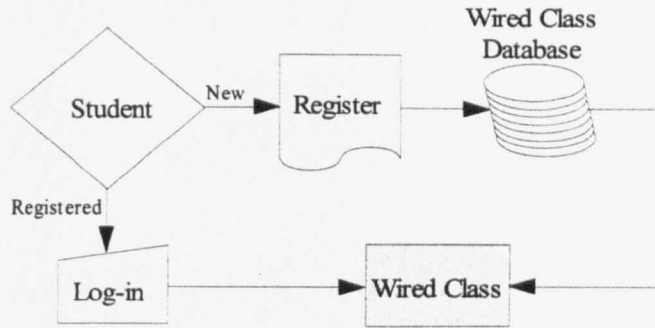 Wired Class
Database
Student
New
Register
Registered
Log-in
Wired Class